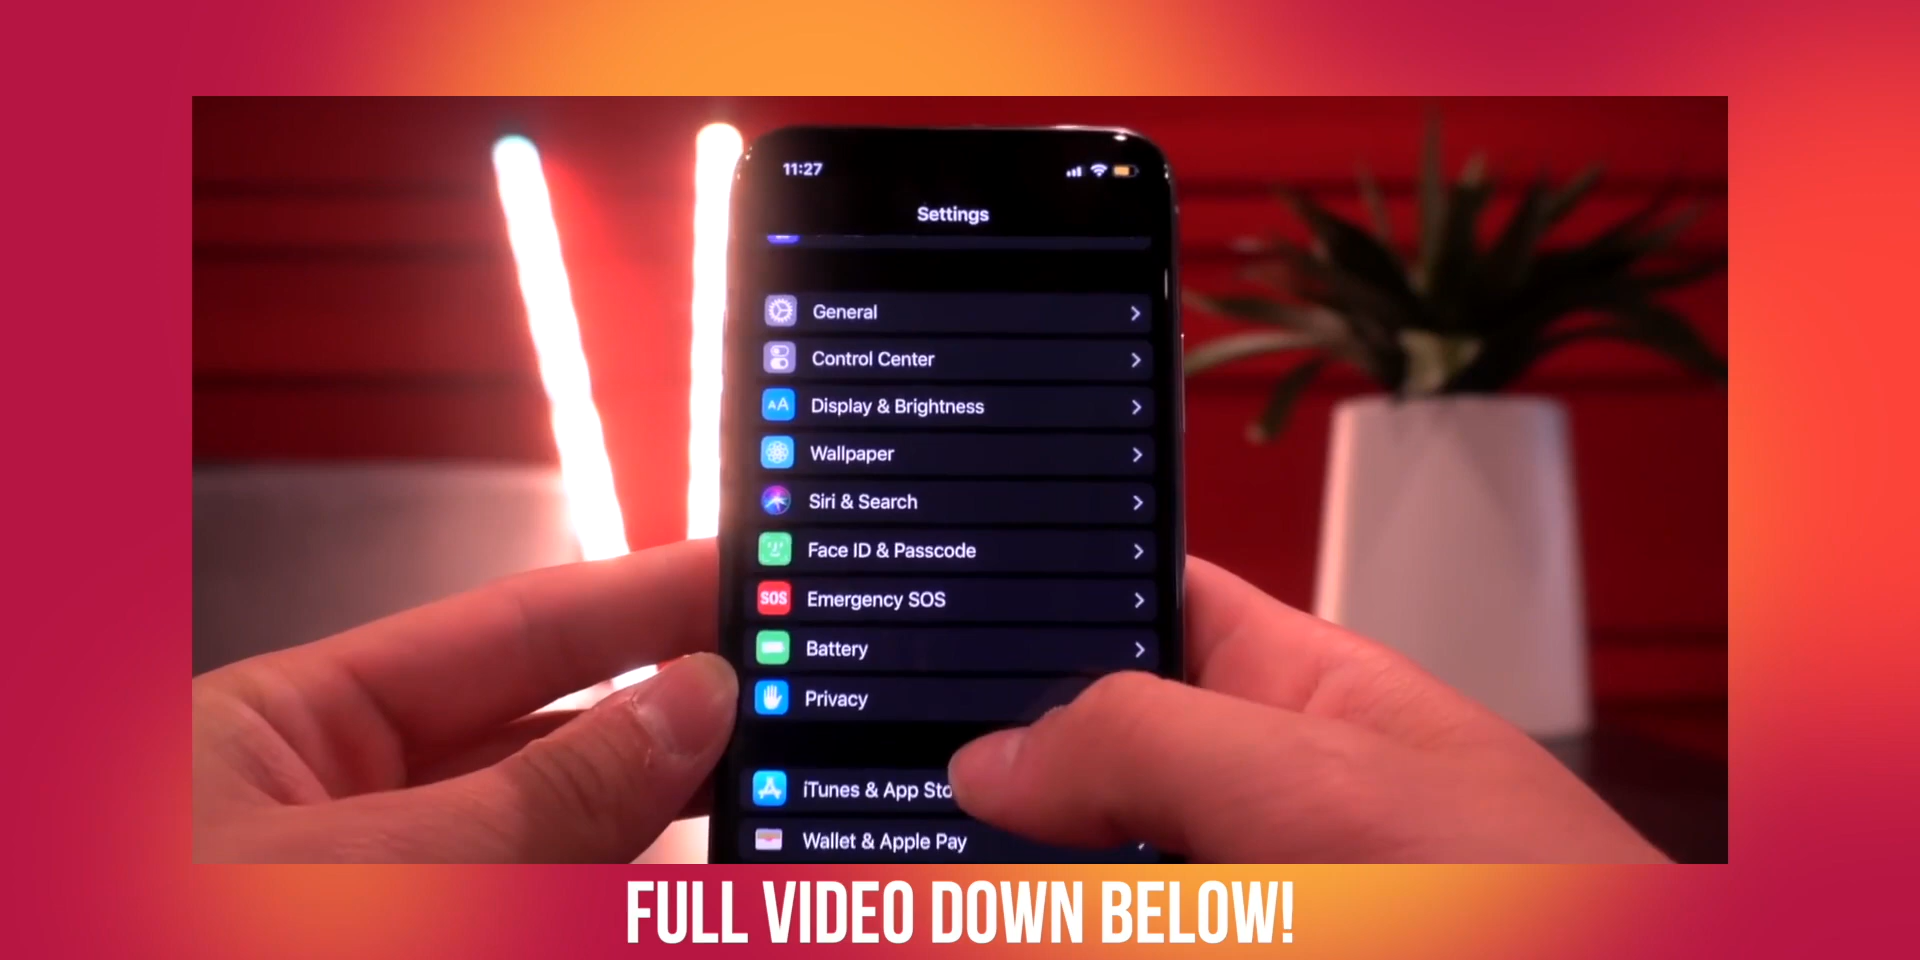 11:27
Settings
General
Control Center
AA Display & Brightness
Wallpaper
Siri & Search
Face ID & Passcode
SOS Emergency SOS
Battery
Privacy
iTunes & App Sto
Wallet & Apple Pay
FULL VIDEO DOWN BELOW!